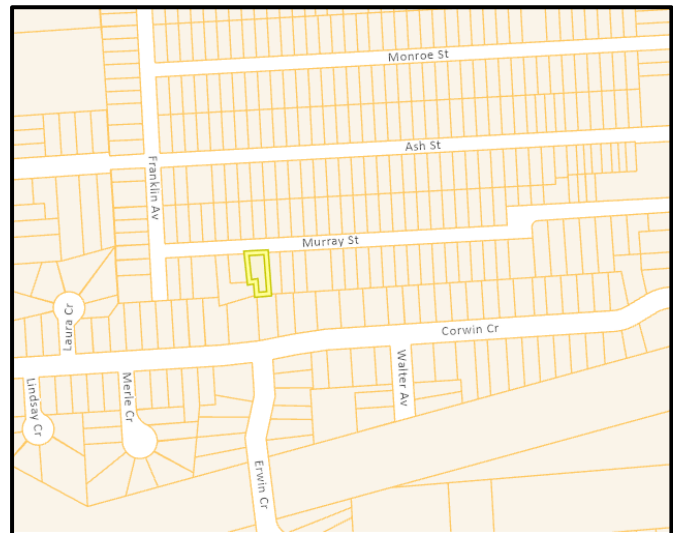 Monroe St
Ash St
Franklin Av
Murray St
Laurna Cr
Corwin Cr
Walter Av
Lindsay Cr
Merle Cr
Erwin Cr